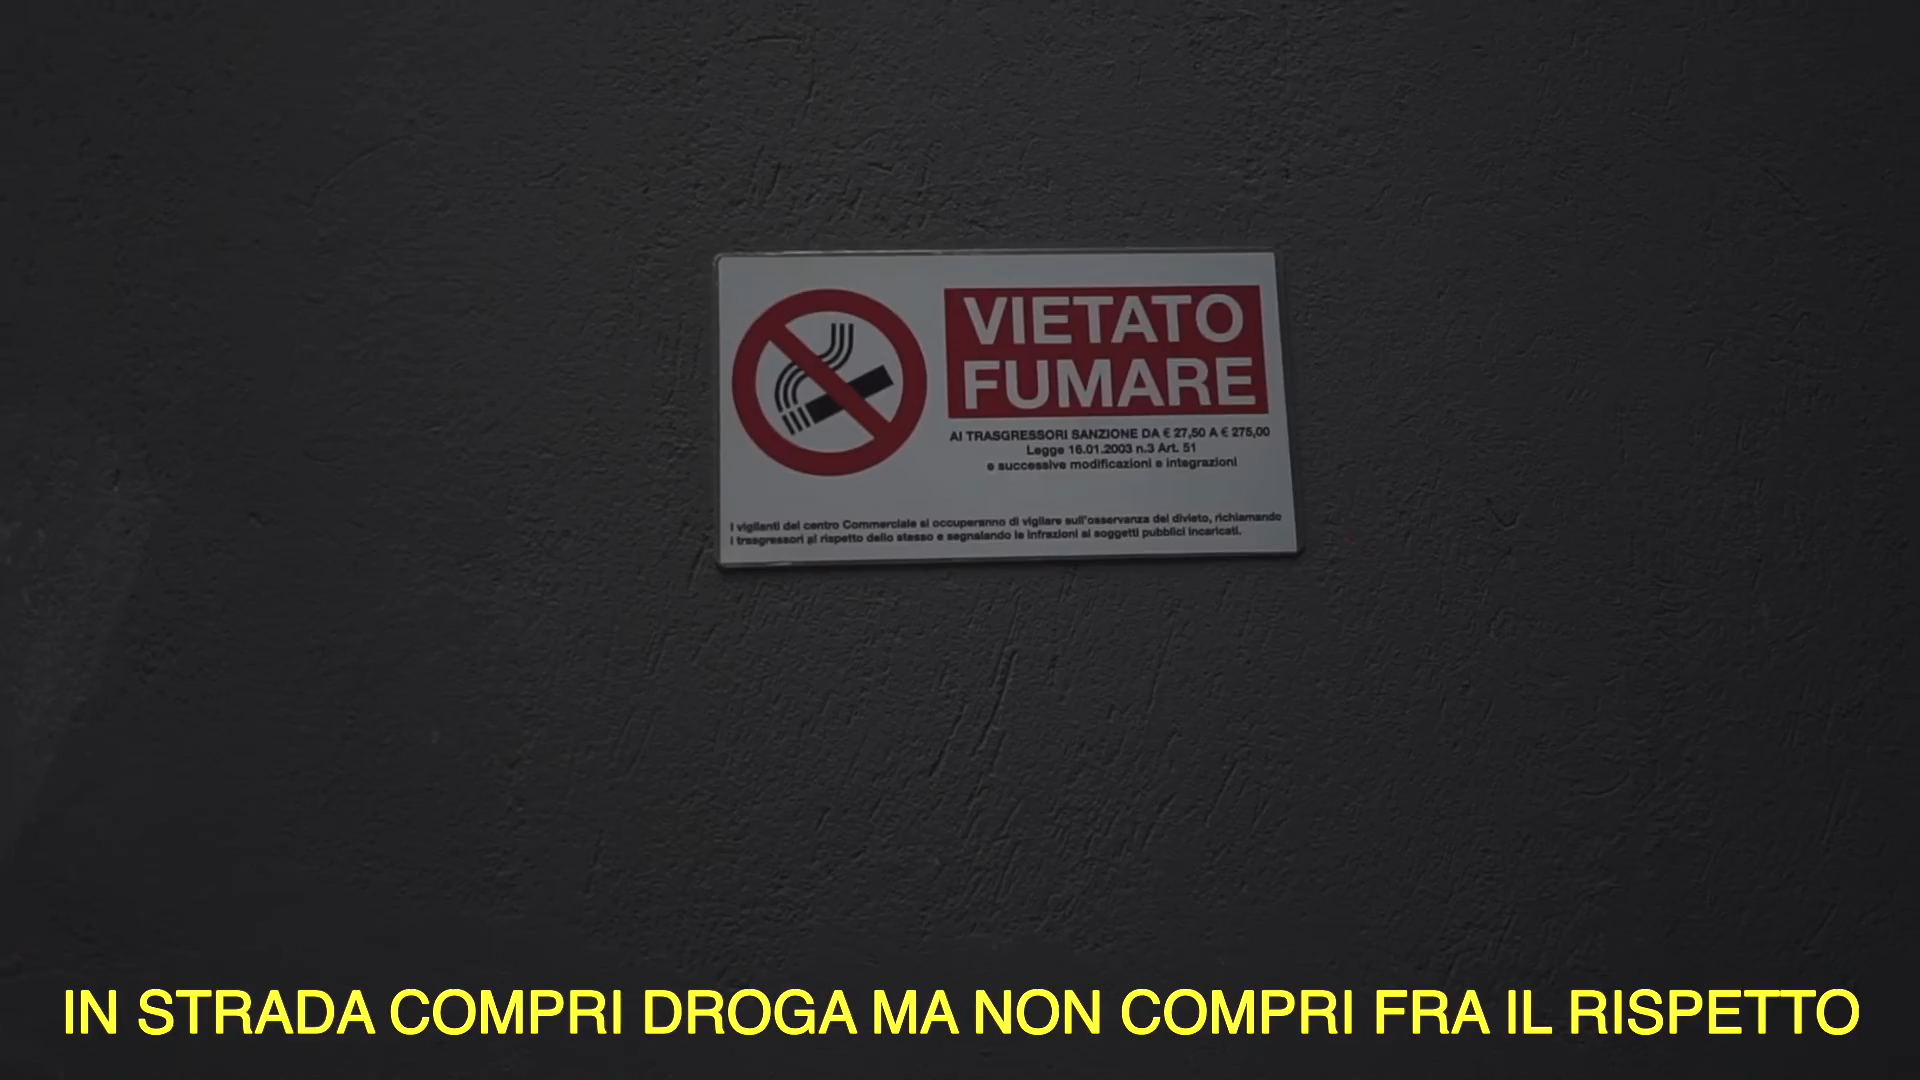 VIETATO
FUMARE
AI TRASGRESSORI SANZIONE DA € 27,50 A € 275,00
Legge 16.01.2003 n.3 Art. 51
e successive modificazioni e integrazioni
I vigilanti del centro Commerciale si occuperanno di vigilare sull'osservanza del divieto, richiamando
i trasgressori al rispetto dello stesso e segnalando le infrazioni ai soggetti pubblici incaricati.
IN STRADA COMPRI DROGA MA NON COMPRI FRA IL RISPETTO